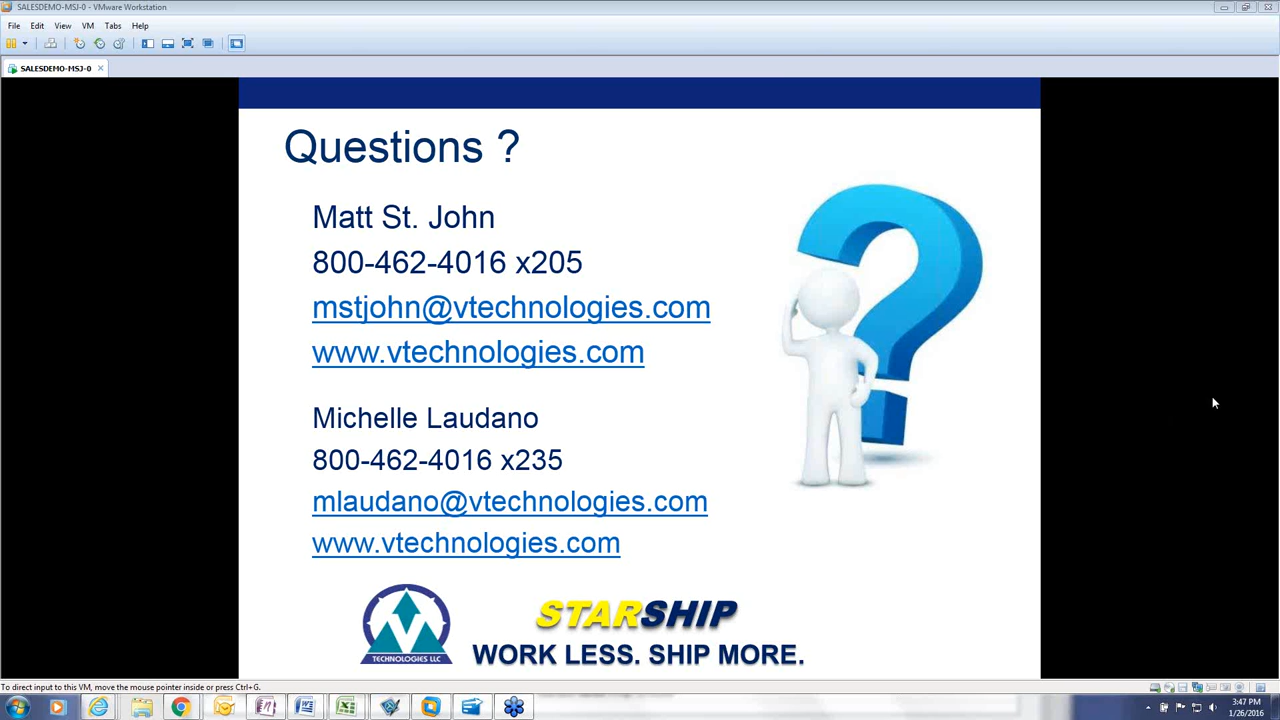 SALESDEMO-MSJ-0 - VMware Workstation
File Edit View VM Tabs Help
SALESDEMO-MSJ-0
Questions ?
Matt St. John
800-462-4016 x205
mstjohn@vtechnologies.com
www.vtechnologies.com
Michelle Laudano
800-462-4016 x235
mlaudano@vtechnologies.com
www.vtechnologies.com
TECHNOLOGIES LLC
STARSHIP
WORK LESS. SHIP MORE.
To direct input to this VM, move the mouse pointer inside or press Ctrl+G.
3:47 PM
1/26/2016